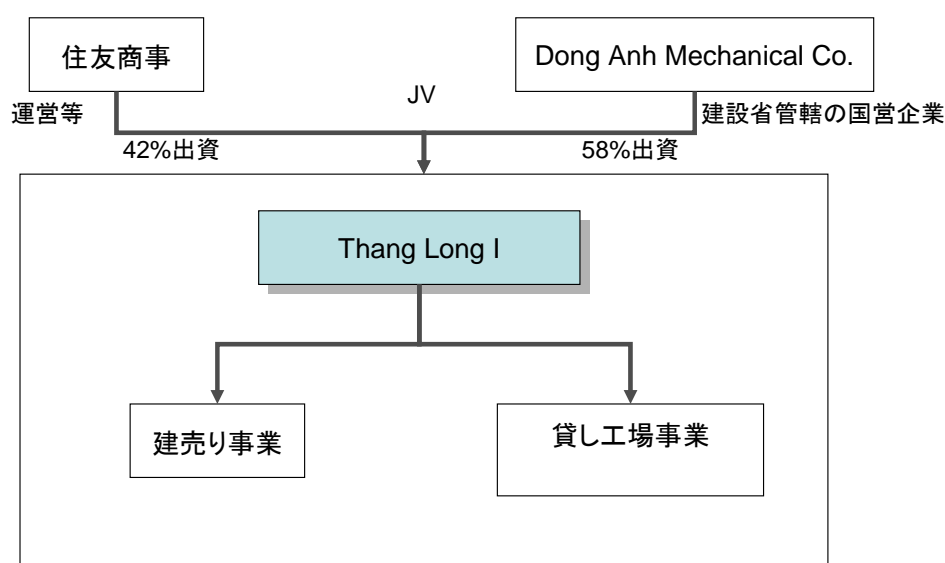 住友商事
Dong Anh Mechanical Co.
JV
運営等
建設省管轄の国営企業
42%出資
58%出資
Thang Long I
建売り事業
貸し工場事業